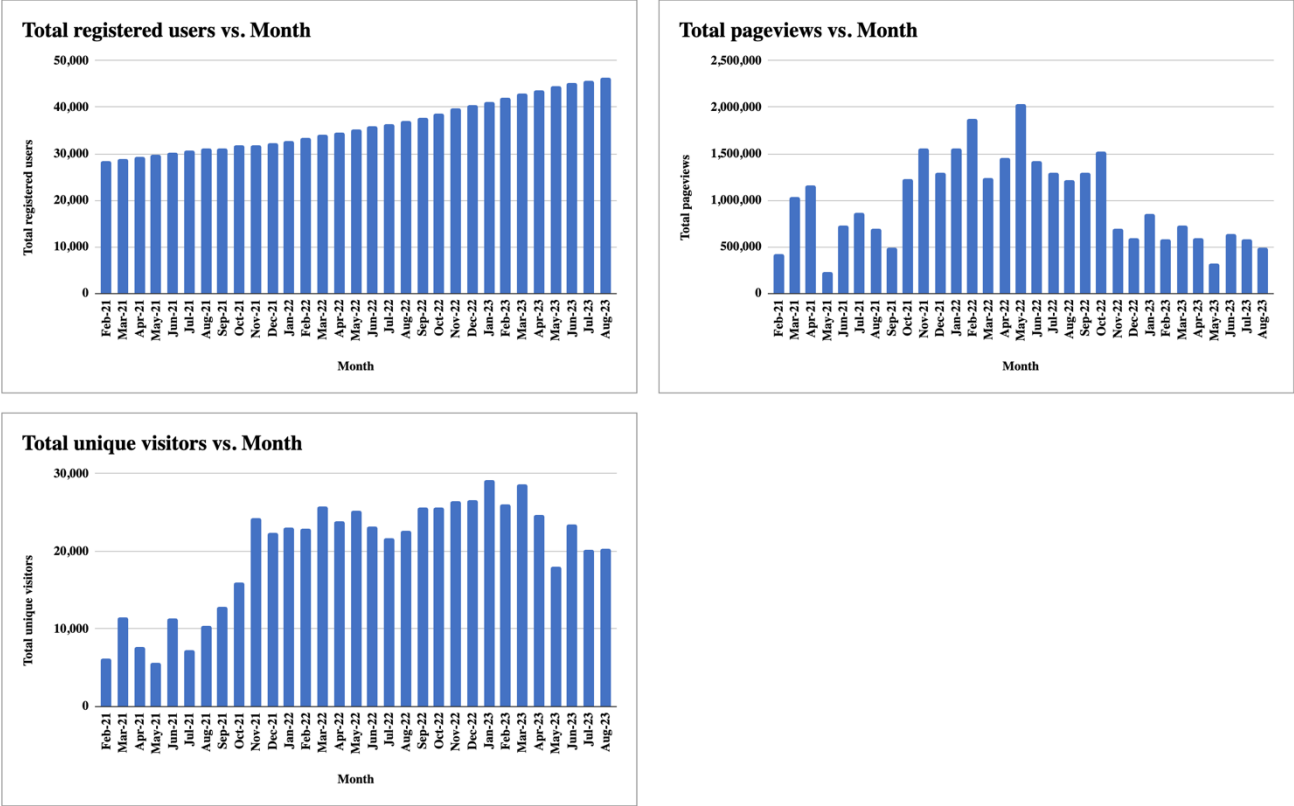 Total registered users vs. Month
50,000
40,000
30,000
20,000
10,000
0
Total registered users
Feb-21
Mar-21
Apr-21
May-21
Jun-21
Jul-21
Aug-21
Sep-21
Oct-21
Nov-21
Dec-21
Jan-22
Feb-22
Mar-22
Apr-22
May-22
Jun-22
Jul-22
Aug-22
Sep-22
Oct-22
Nov-22
Dec-22
Jan-23
Feb-23
Mar-23
Apr-23
May-23
Jun-23
Jul-23
Aug-23
Month
Total pageviews vs. Month
2,500,000
2,000,000
1,500,000
1,000,000
500,000
0
Total pageviews
Feb-21
Mar-21
Apr-21
May-21
Jun-21
Jul-21
Aug-21
Sep-21
Oct-21
Nov-21
Dec-21
Jan-22
Feb-22
Mar-22
Apr-22
May-22
Jun-22
Jul-22
Aug-22
Sep-22
Oct-22
Nov-22
Dec-22
Jan-23
Feb-23
Mar-23
Apr-23
May-23
Jun-23
Jul-23
Aug-23
Month
Total unique visitors vs. Month
30,000
20,000
10,000
0
Total unique visitors
Feb-21
Mar-21
Apr-21
May-21
Jun-21
Jul-21
Aug-21
Sep-21
Oct-21
Nov-21
Dec-21
Jan-22
Feb-22
Mar-22
Apr-22
May-22
Jun-22
Jul-22
Aug-22
Sep-22
Oct-22
Nov-22
Dec-22
Jan-23
Feb-23
Mar-23
Apr-23
May-23
Jun-23
Jul-23
Aug-23
Month